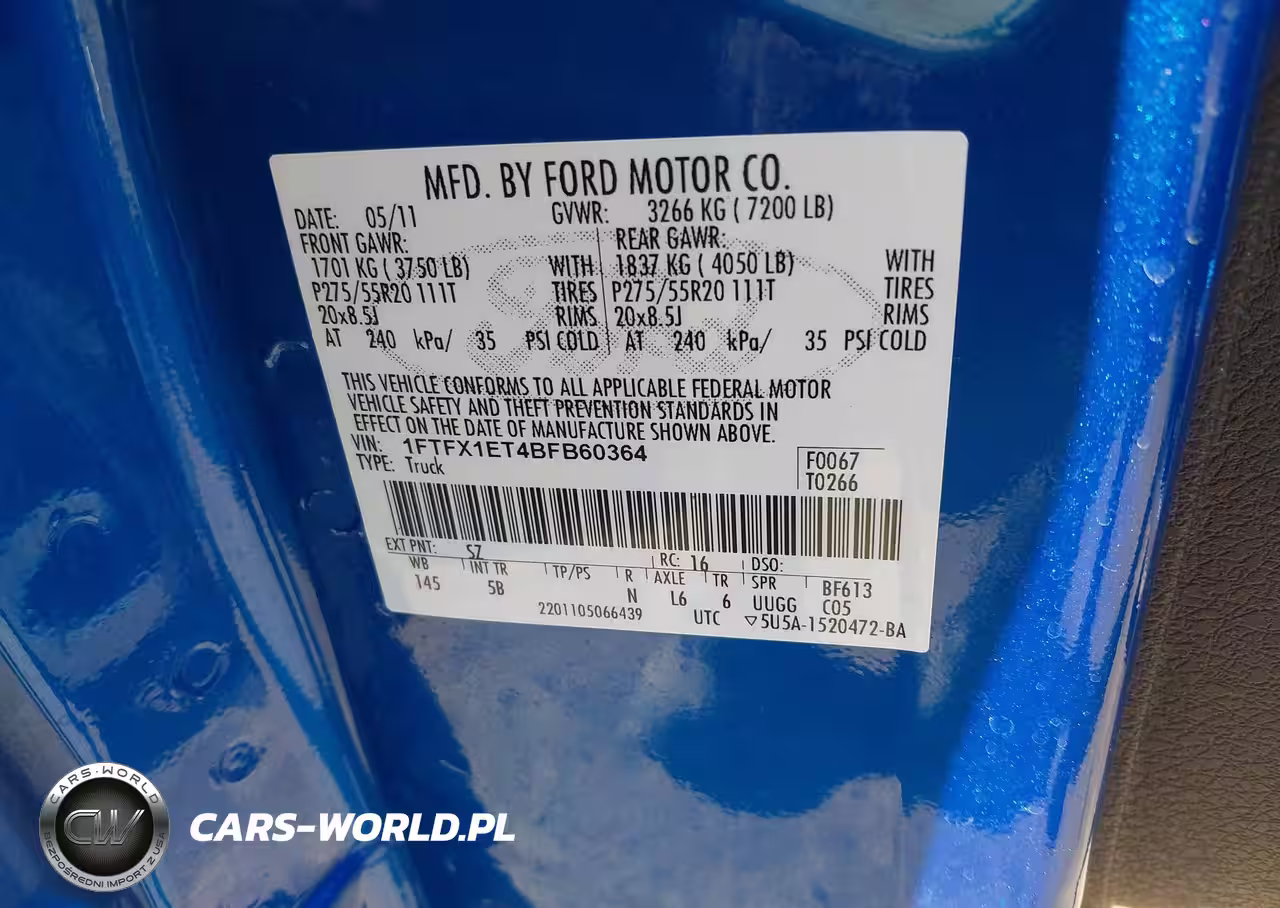 MFD. BY FORD MOTOR CO.
DATE: 05/11 GVWR: 3266 KG ( 7200 LB)
FRONT GAWR: REAR GAWR:
1701 KG ( 3750 LB) WITH 1837 KG ( 4050 LB) WITH
P275/55R20 111T TIRES P275/55R20 111T TIRES
20x8.5J RIMS 20x8.5J RIMS
AT 240 kPa/ 35 PSI COLD AT 240 kPa/ 35 PSI COLD
THIS VEHICLE CONFORMS TO ALL APPLICABLE FEDERAL MOTOR
VEHICLE SAFETY AND THEFT PREVENTION STANDARDS IN
EFFECT ON THE DATE OF MANUFACTURE SHOWN ABOVE.
VIN: 1FTFX1ET4BFB60364
TYPE: Truck
F0067
T0266
EXT PNT: SZ RC: 16 DSO:
WB INT TR TP/PS R AXLE TR SPR BF613
145 5B N L6 6 UUGG C05
2201105066439 UTC ▽5U5A-1520472-BA
CARS·WORLD
CW
BEZPOŚREDNI IMPORT Z USA
CARS-WORLD.PL